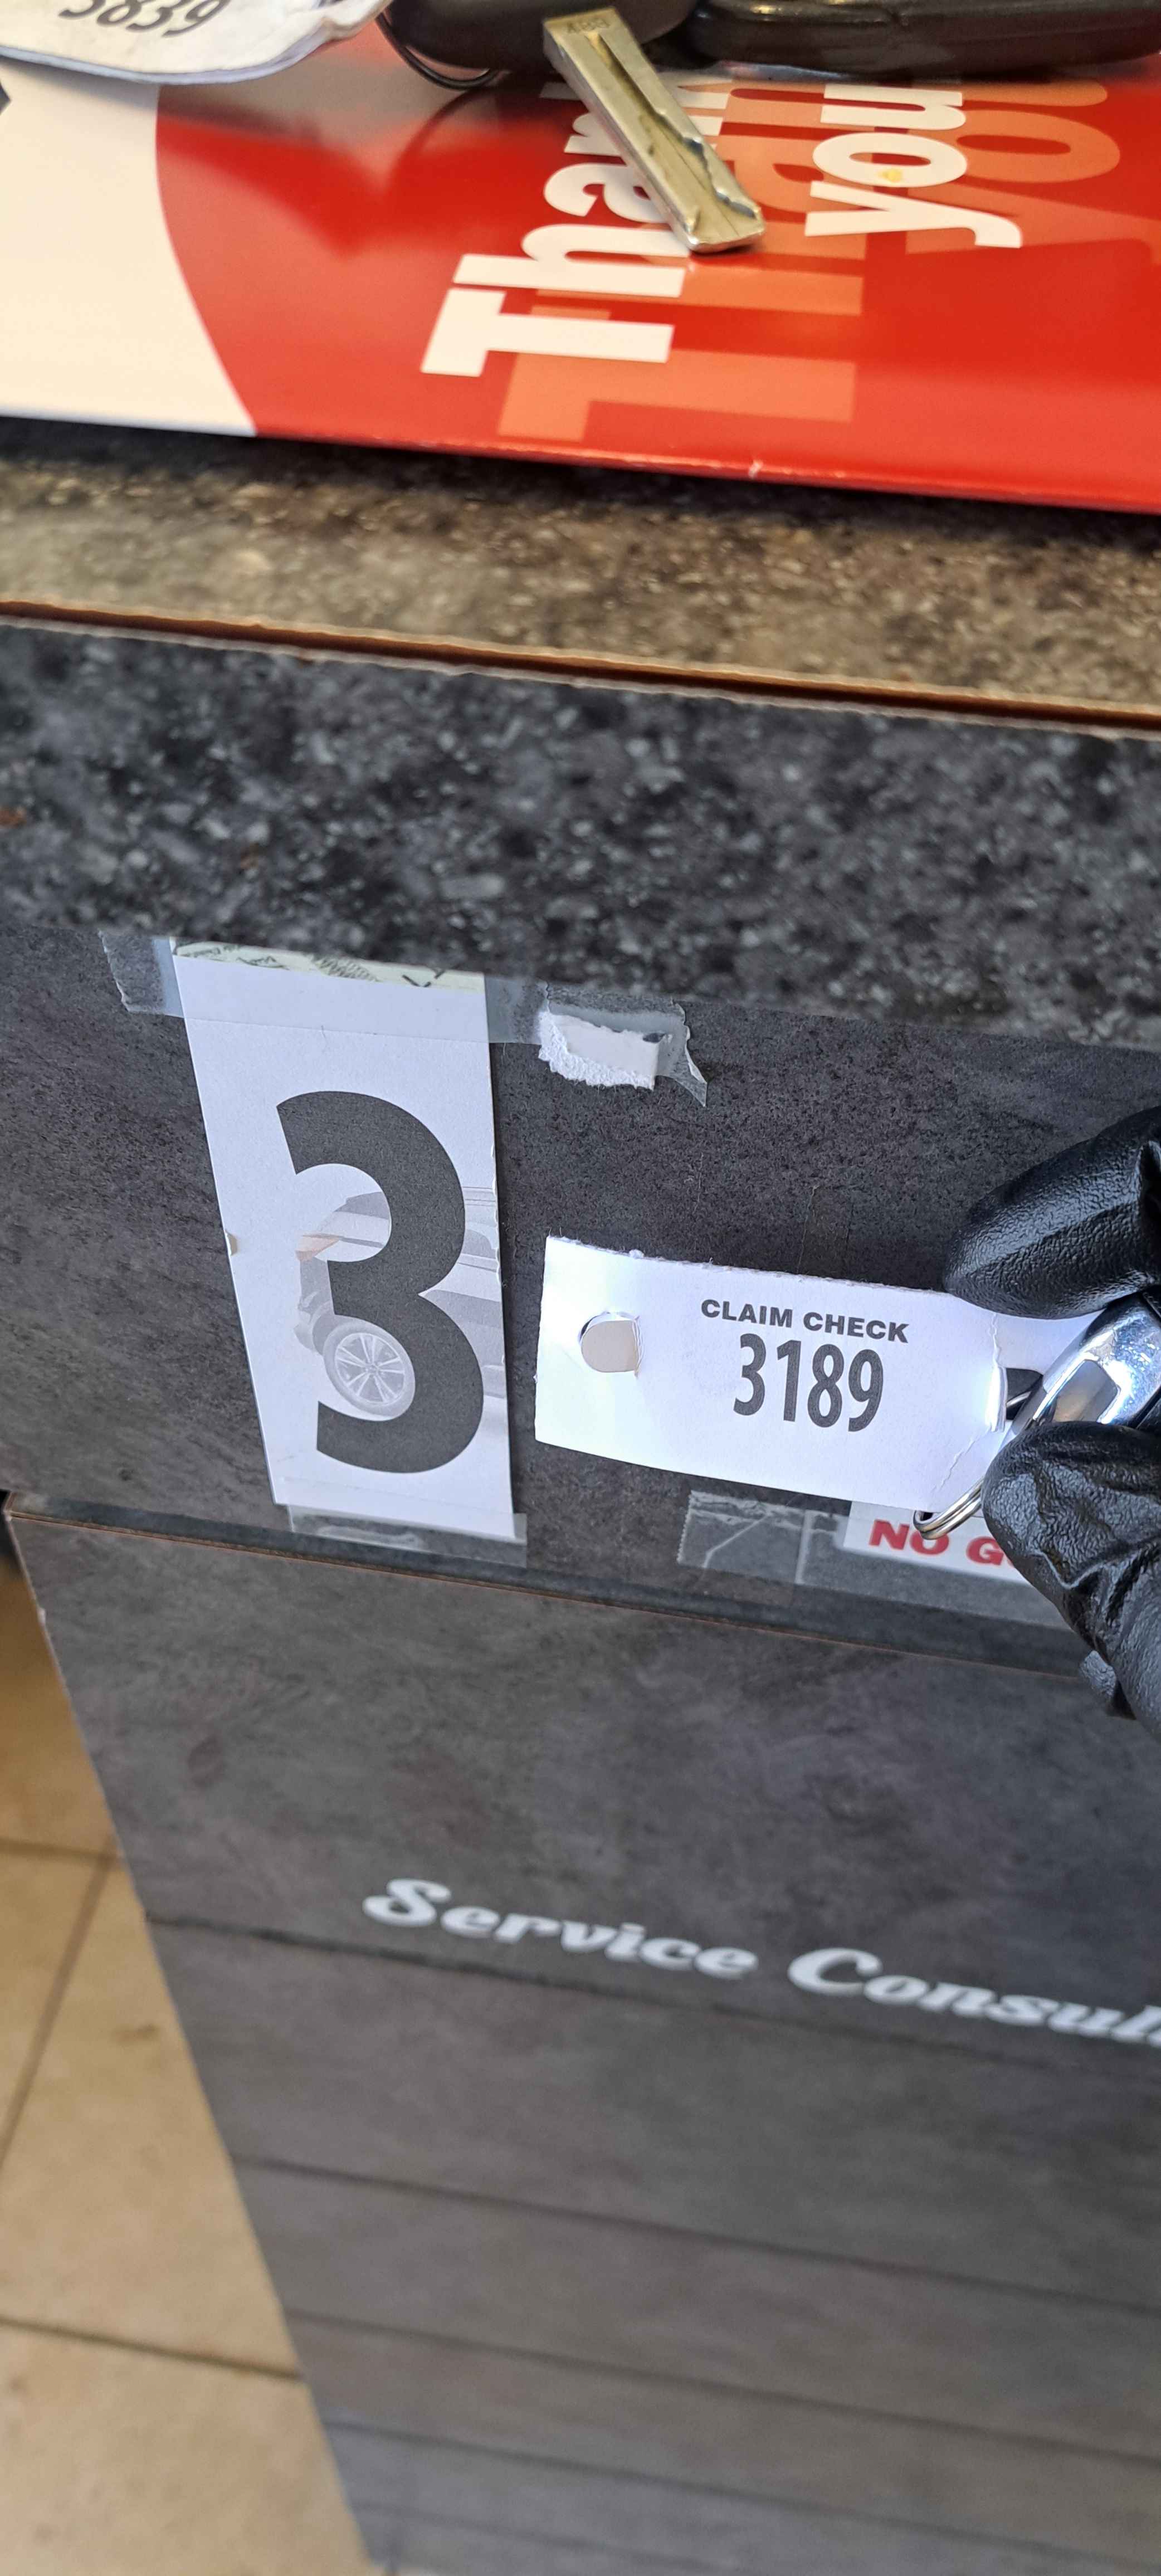 5839
Thank
you
3
CLAIM CHECK
3189
NO G
Service Consul